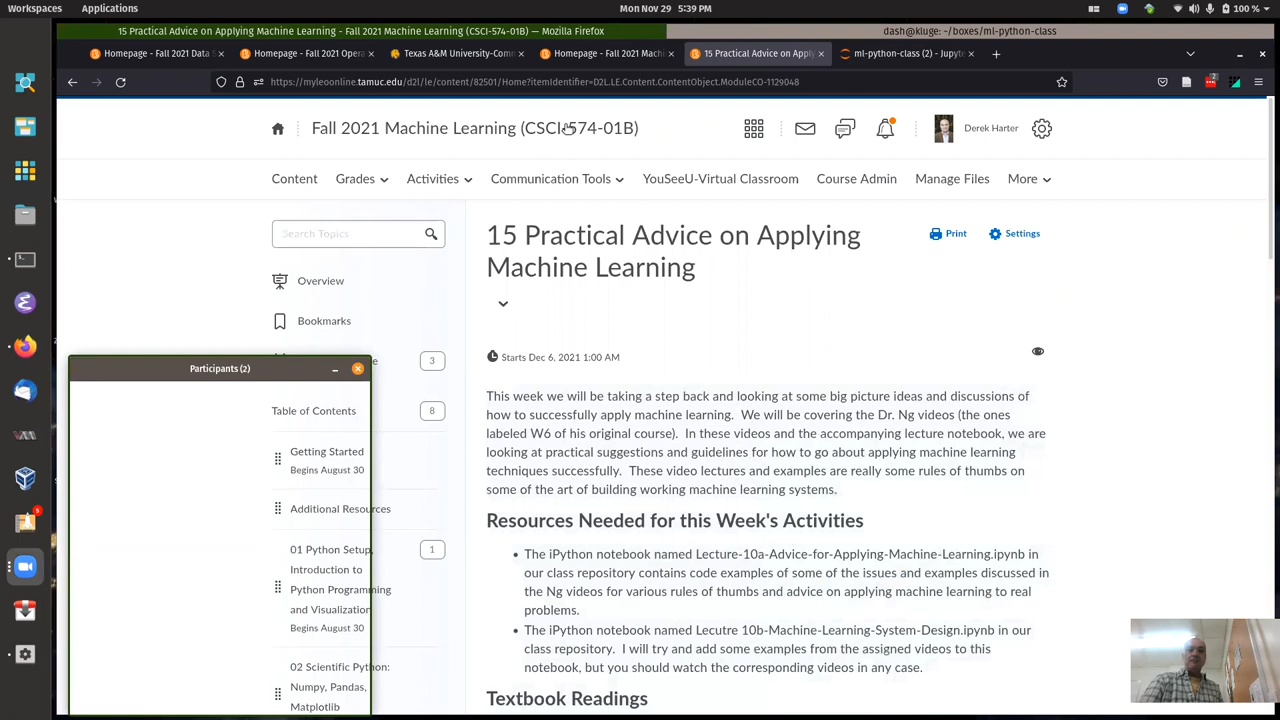 Workspaces Applications Mon Nov 29 5:39 PM 100 %
15 Practical Advice on Applying Machine Learning - Fall 2021 Machine Learning (CSCI-574-01B) — Mozilla Firefox dash@kluge: ~/boxes/ml-python-class
Homepage - Fall 2021 Data S Homepage - Fall 2021 Opera Texas A&M University-Comm Homepage - Fall 2021 Machi 15 Practical Advice on Apply ml-python-class (2) - Jupyte
https://myleoonline.tamuc.edu/d2l/le/content/82501/Home?itemIdentifier=D2L.LE.Content.ContentObject.ModuleCO-1129048 2
Fall 2021 Machine Learning (CSCI-574-01B) Derek Harter
Content Grades Activities Communication Tools YouSeeU-Virtual Classroom Course Admin Manage Files More
Search Topics
Overview
Bookmarks
e 3
Participants (2)
Table of Contents 8
Getting Started
Begins August 30
Additional Resources
01 Python Setup, 1
Introduction to
Python Programming
and Visualization
Begins August 30
02 Scientific Python:
Numpy, Pandas,
Matplotlib
15 Practical Advice on Applying
Machine Learning
Print Settings
Starts Dec 6, 2021 1:00 AM
This week we will be taking a step back and looking at some big picture ideas and discussions of
how to successfully apply machine learning. We will be covering the Dr. Ng videos (the ones
labeled W6 of his original course). In these videos and the accompanying lecture notebook, we are
looking at practical suggestions and guidelines for how to go about applying machine learning
techniques successfully. These video lectures and examples are really some rules of thumbs on
some of the art of building working machine learning systems.
Resources Needed for this Week's Activities
• The iPython notebook named Lecture-10a-Advice-for-Applying-Machine-Learning.ipynb in
our class repository contains code examples of some of the issues and examples discussed in
the Ng videos for various rules of thumbs and advice on applying machine learning to real
problems.
• The iPython notebook named Lecutre 10b-Machine-Learning-System-Design.ipynb in our
class repository. I will try and add some examples from the assigned videos to this
notebook, but you should watch the corresponding videos in any case.
Textbook Readings